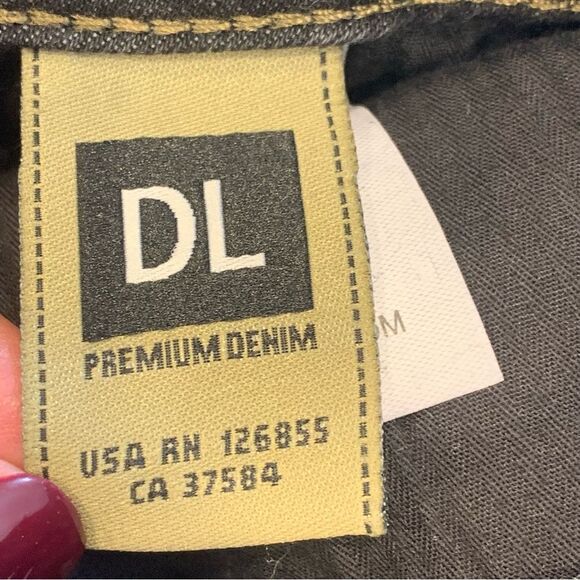 DL
PREMIUM DENIM
USA RN 126855
CA 37584